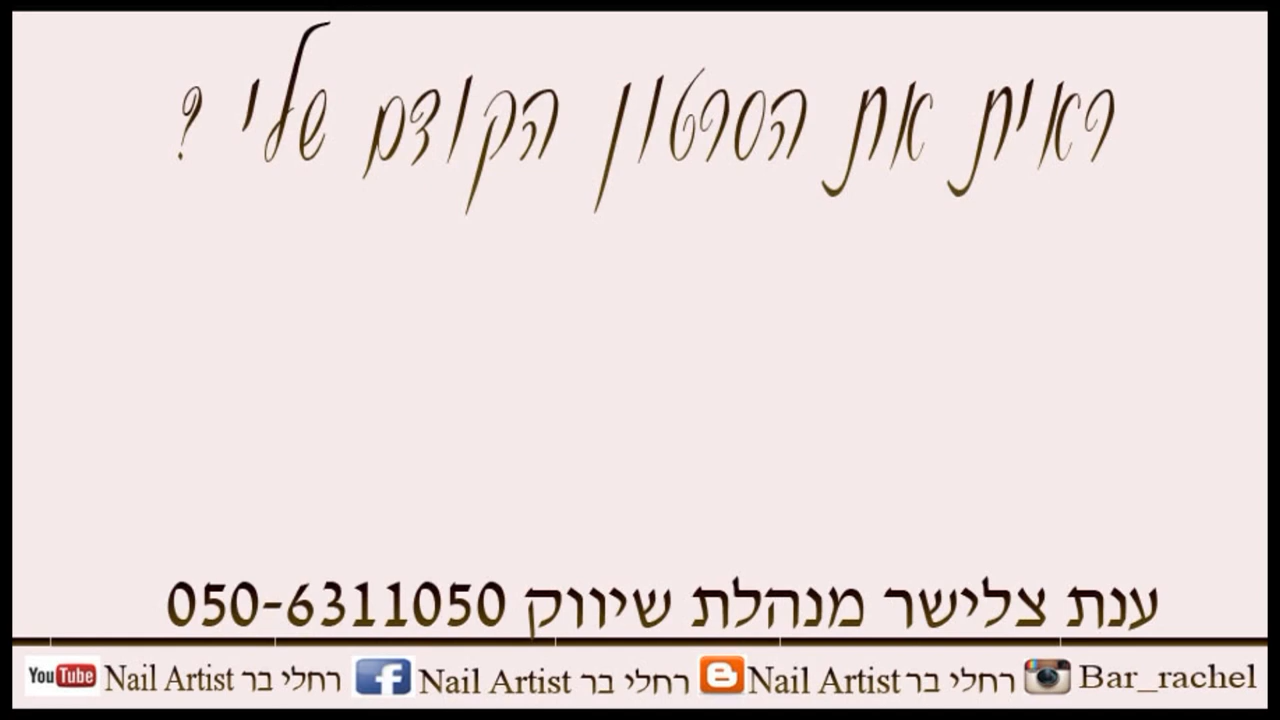 ראית את הסרטון הקודם שלי ?
ענת צלישר מנהלת שיווק 050-6311050
YouTube Nail Artist רחלי בר f Nail Artist רחלי בר Nail Artist רחלי בר Bar_rachel